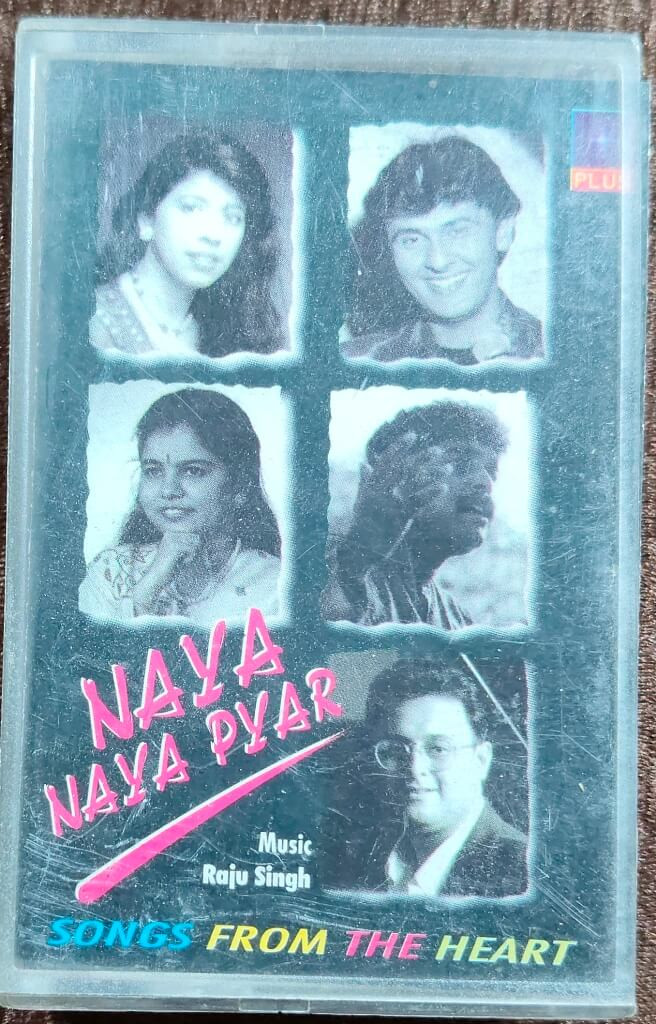 PLUS
NAYA
NAYA PYAR
Music
Raju Singh
SONGS FROM THE HEART